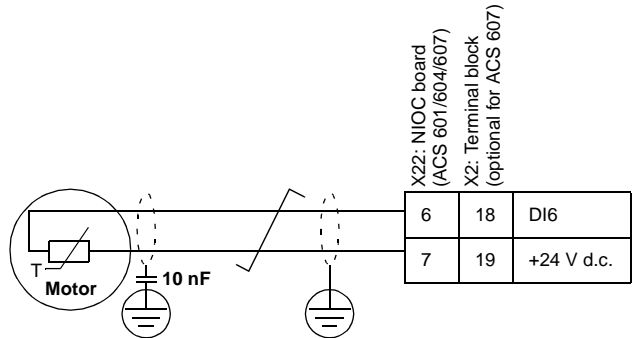 X22: NIOC board
(ACS 601/604/607)
X2: Terminal block
(optional for ACS 607)
6 18 DI6
7 19 +24 V d.c.
T
Motor
10 nF